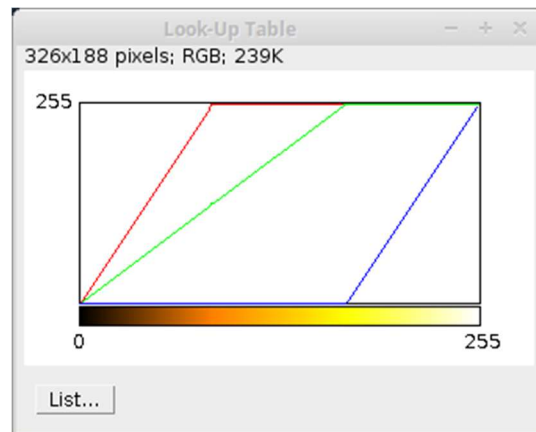 Look-Up Table
326x188 pixels; RGB; 239K
255
0 255
List...